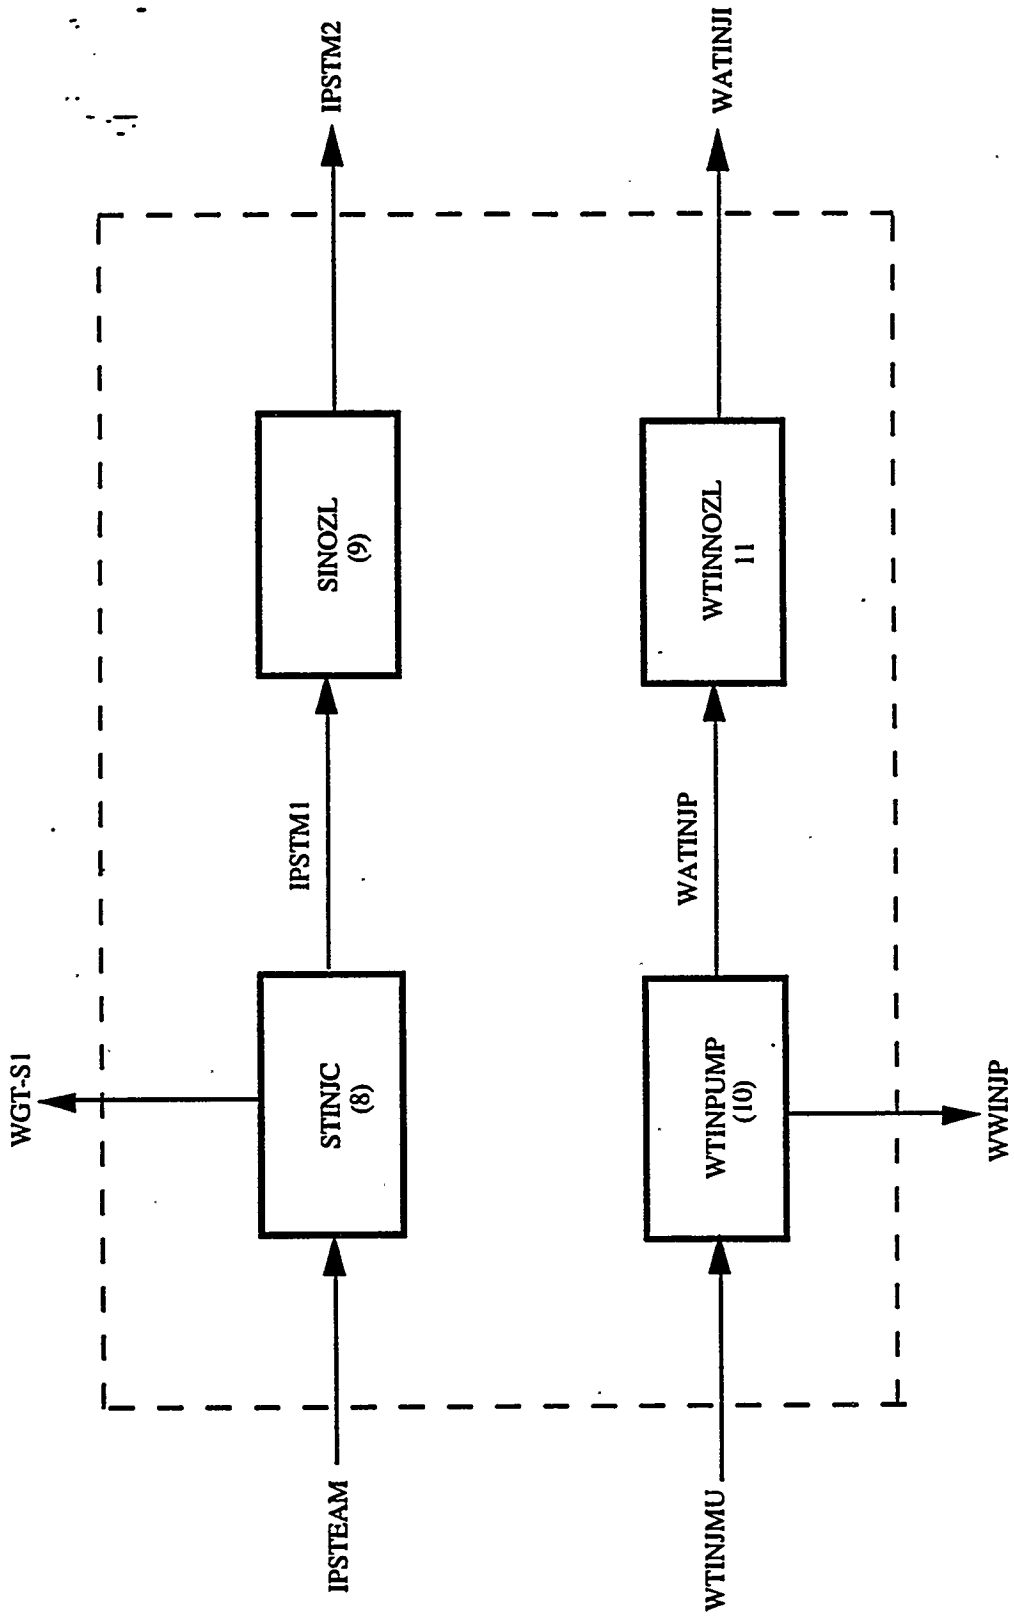 WGT-S1
IPSTEAM
STINJC
(8)
IPSTM1
SINOZL
(9)
IPSTM2
WTINJMU
WTINPUMP
(10)
WATINJP
WTINNOZL
11
WATINJI
WWINJP